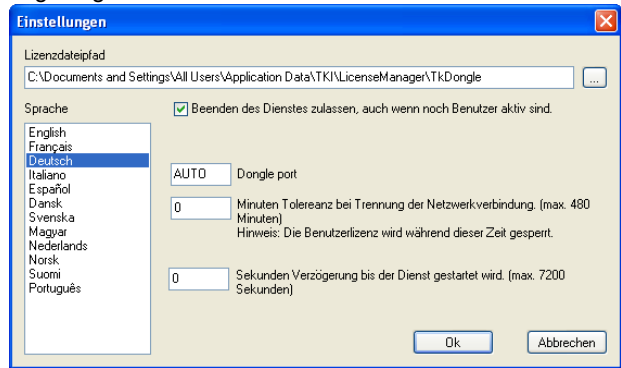 Einstellungen
Lizenzdateipfad
C:\Documents and Settings\All Users\Application Data\TKI\LicenseManager\TkDongle
...
Sprache
Beenden des Dienstes zulassen, auch wenn noch Benutzer aktiv sind.
English
Français
Deutsch
Italiano
Español
Dansk
Svenska
Magyar
Nederlands
Norsk
Suomi
Português
AUTO Dongle port
0 Minuten Tolereanz bei Trennung der Netzwerkverbindung. (max. 480
Minuten)
Hinweis: Die Benutzerlizenz wird während dieser Zeit gesperrt.
0 Sekunden Verzögerung bis der Dienst gestartet wird. (max. 7200
Sekunden)
Ok Abbrechen